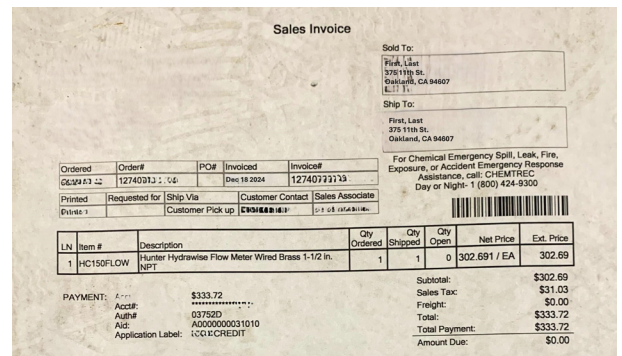 Sales Invoice
Sold To:
First, Last
375 11th St.
Oakland, CA 94607
Ship To:
First, Last
375 11th St.
Oakland, CA 94607
For Chemical Emergency Spill, Leak, Fire,
Exposure, or Accident Emergency Response
Assistance, call: CHEMTREC
Day or Night- 1 (800) 424-9300
Ordered Order# PO# Invoiced Invoice#
Dec 18 2024
Printed Requested for Ship Via Customer Contact Sales Associate
Customer Pick up
LN Item # Description Qty Ordered Qty Shipped Qty Open Net Price Ext. Price
1 HC150FLOW Hunter Hydrawise Flow Meter Wired Brass 1-1/2 in. 1 1 0 302.691 / EA 302.69
NPT
Subtotal: $302.69
Sales Tax: $31.03
Freight: $0.00
Total: $333.72
Total Payment: $333.72
Amount Due: $0.00
PAYMENT: $333.72
Acct#:
Auth# 03752D
Aid: A0000000031010
Application Label: CREDIT